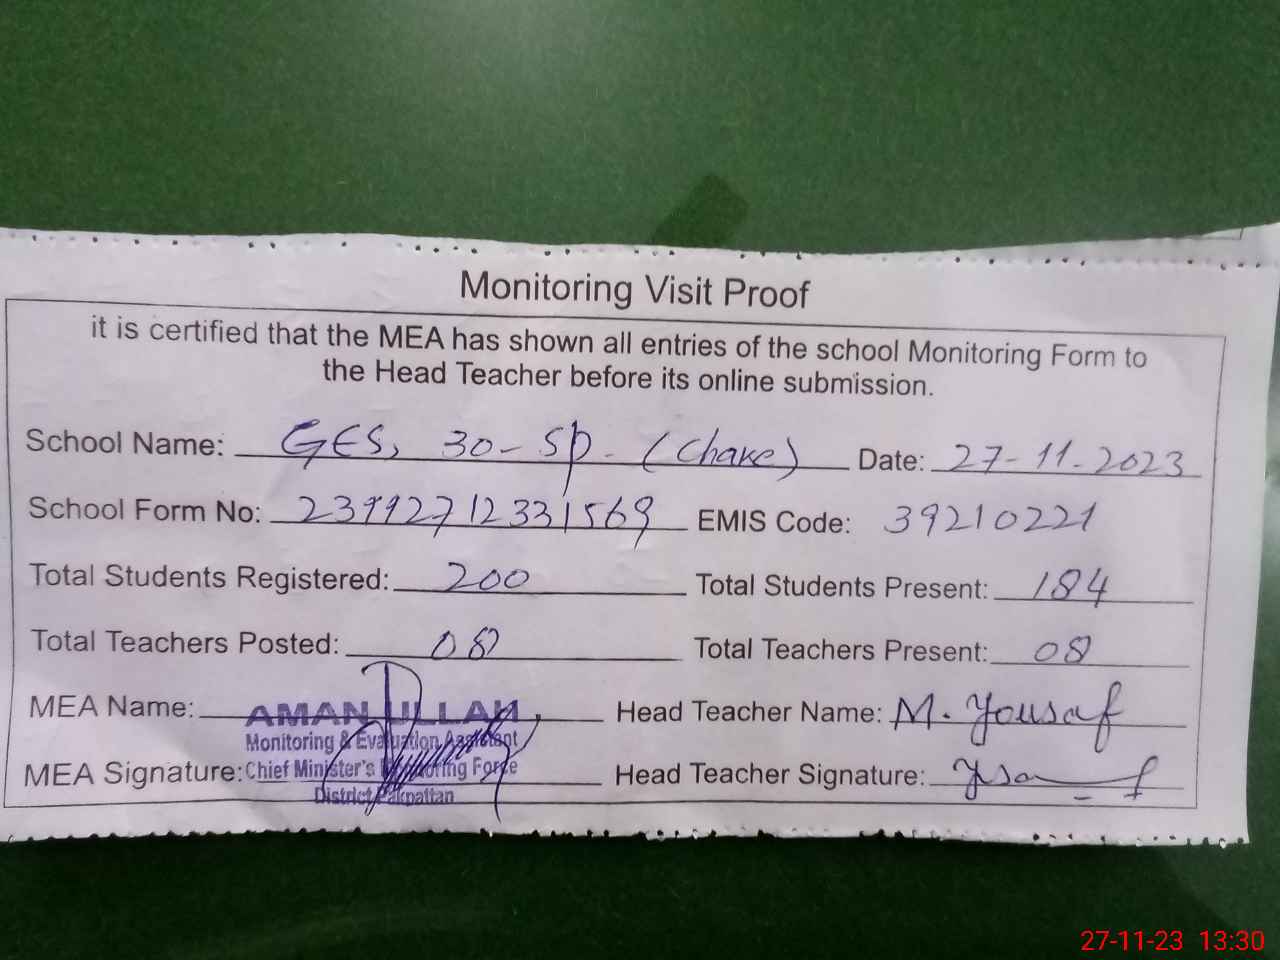 Monitoring Visit Proof
it is certified that the MEA has shown all entries of the school Monitoring Form to
the Head Teacher before its online submission.
School Name: GES, 30-SP. (Chake) Date: 27-11-2023
School Form No: 23992712331569 EMIS Code: 39210221
Total Students Registered: 200 Total Students Present: 184
Total Teachers Posted: 08 Total Teachers Present: 08
MEA Name: AMAN ULLAH Head Teacher Name: M. Yousaf
Monitoring & Evaluation Assistant
MEA Signature: Chief Minister's Monitoring Force Head Teacher Signature:
District Pakpattan
27-11-23 13:30